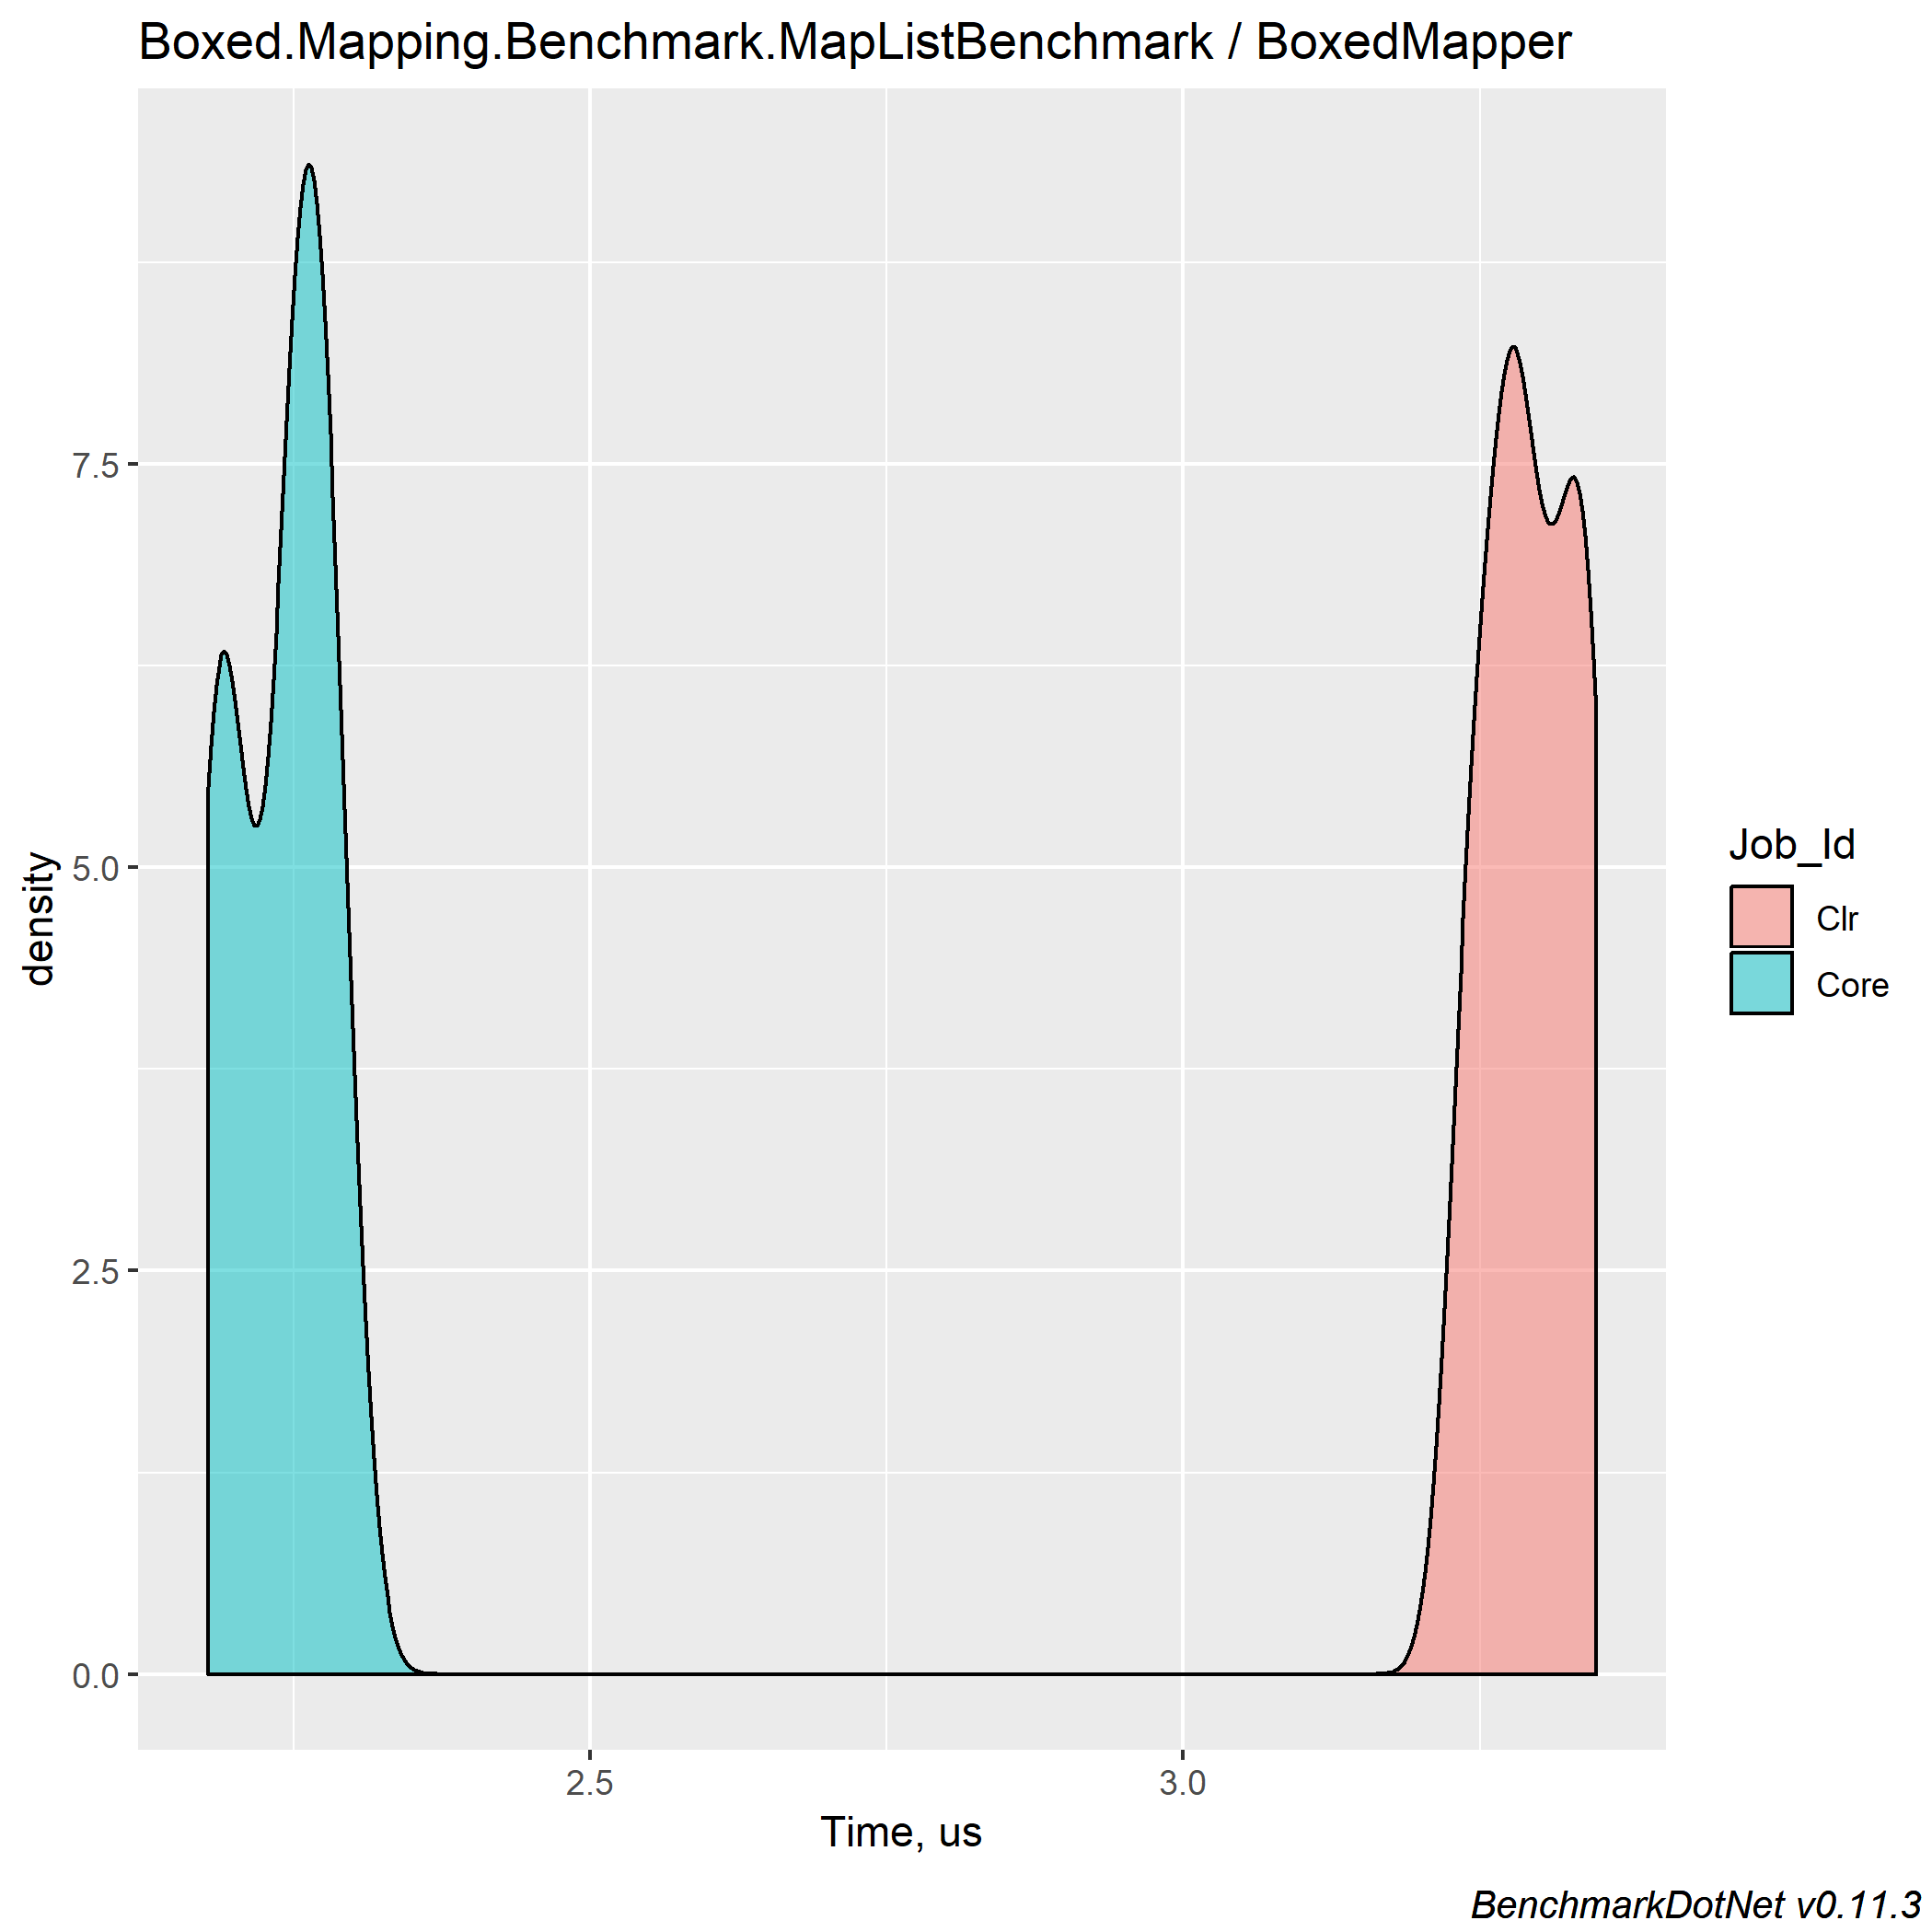 Boxed.Mapping.Benchmark.MapListBenchmark / BoxedMapper
7.5
5.0
2.5
0.0
density
2.5
3.0
Time, us
Job_Id
Clr
Core
BenchmarkDotNet v0.11.3